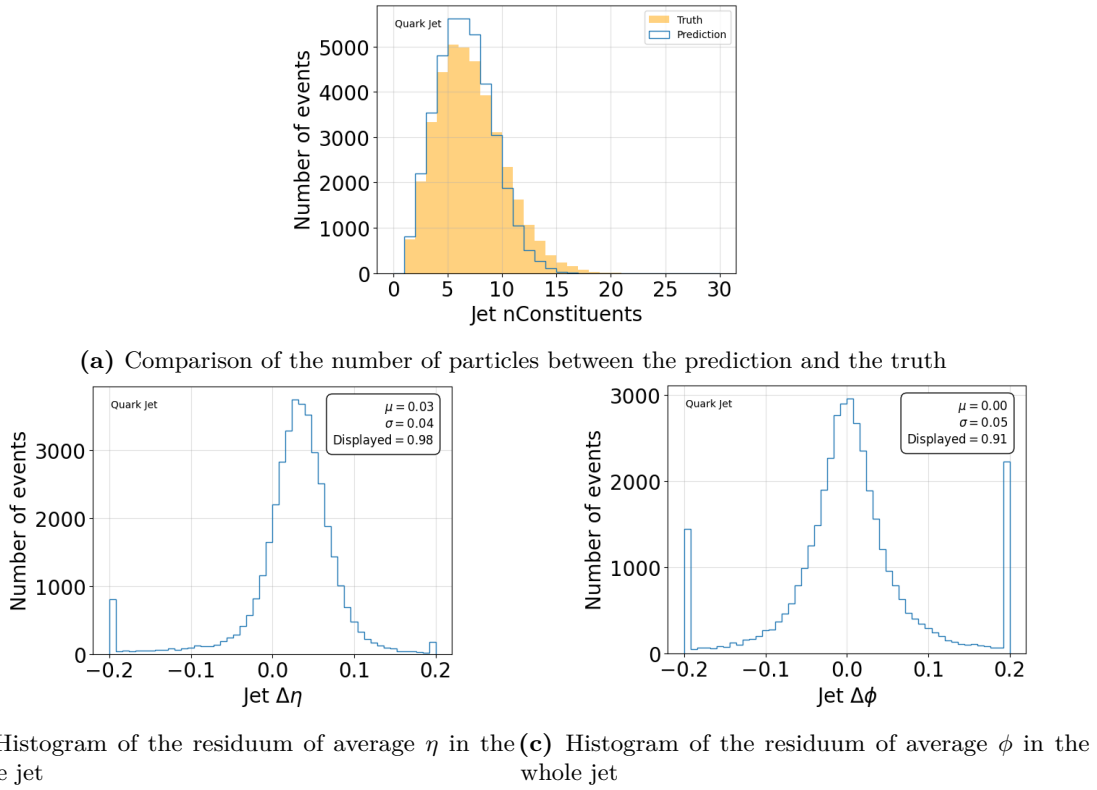 Quark Jet
Truth
Prediction
Number of events
5000
4000
3000
2000
1000
0
0 5 10 15 20 25 30
Jet nConstituents
(a) Comparison of the number of particles between the prediction and the truth
Quark Jet
μ = 0.03
σ = 0.04
Displayed = 0.98
Number of events
3000
2000
1000
0
−0.2 −0.1 0.0 0.1 0.2
Jet Δη
Quark Jet
μ = 0.00
σ = 0.05
Displayed = 0.91
Number of events
3000
2000
1000
0
−0.2 −0.1 0.0 0.1 0.2
Jet Δϕ
Histogram of the residuum of average η in the
e jet
(c) Histogram of the residuum of average ϕ in the
whole jet